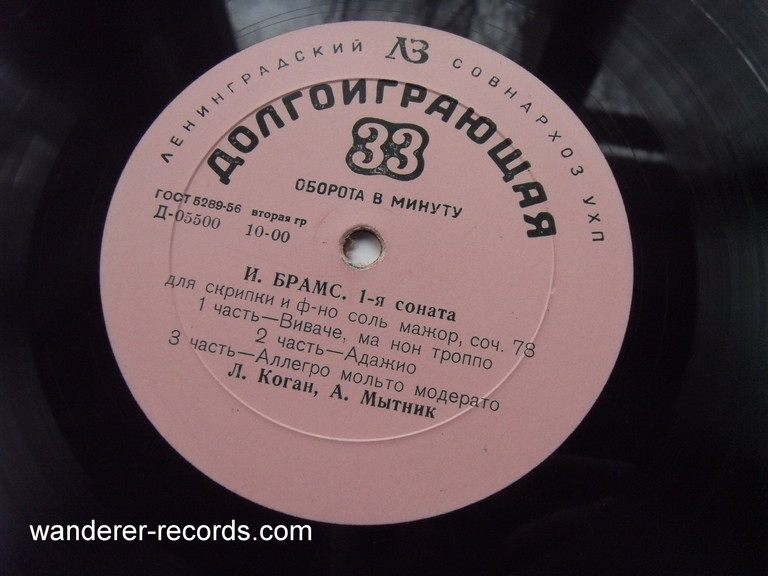 ЛЕНИНГРАДСКИЙ ЛЗ СОВНАРХОЗ УХП
ДОЛГОИГРАЮЩАЯ
33
ОБОРОТА В МИНУТУ
ГОСТ 5289-56 вторая гр
Д-05500 10-00
И. БРАМС. 1-я соната
для скрипки и ф-но соль мажор, соч. 78
1 часть—Виваче, ма нон троппо
2 часть—Адажио
3 часть—Аллегро мольто модерато
Л. Коган, А. Мытник
wanderer-records.com